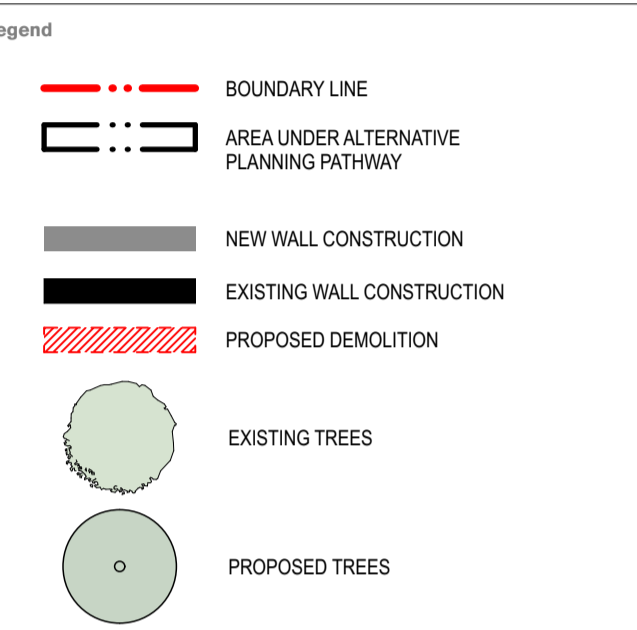 egend
BOUNDARY LINE
AREA UNDER ALTERNATIVE
PLANNING PATHWAY
NEW WALL CONSTRUCTION
EXISTING WALL CONSTRUCTION
PROPOSED DEMOLITION
EXISTING TREES
PROPOSED TREES